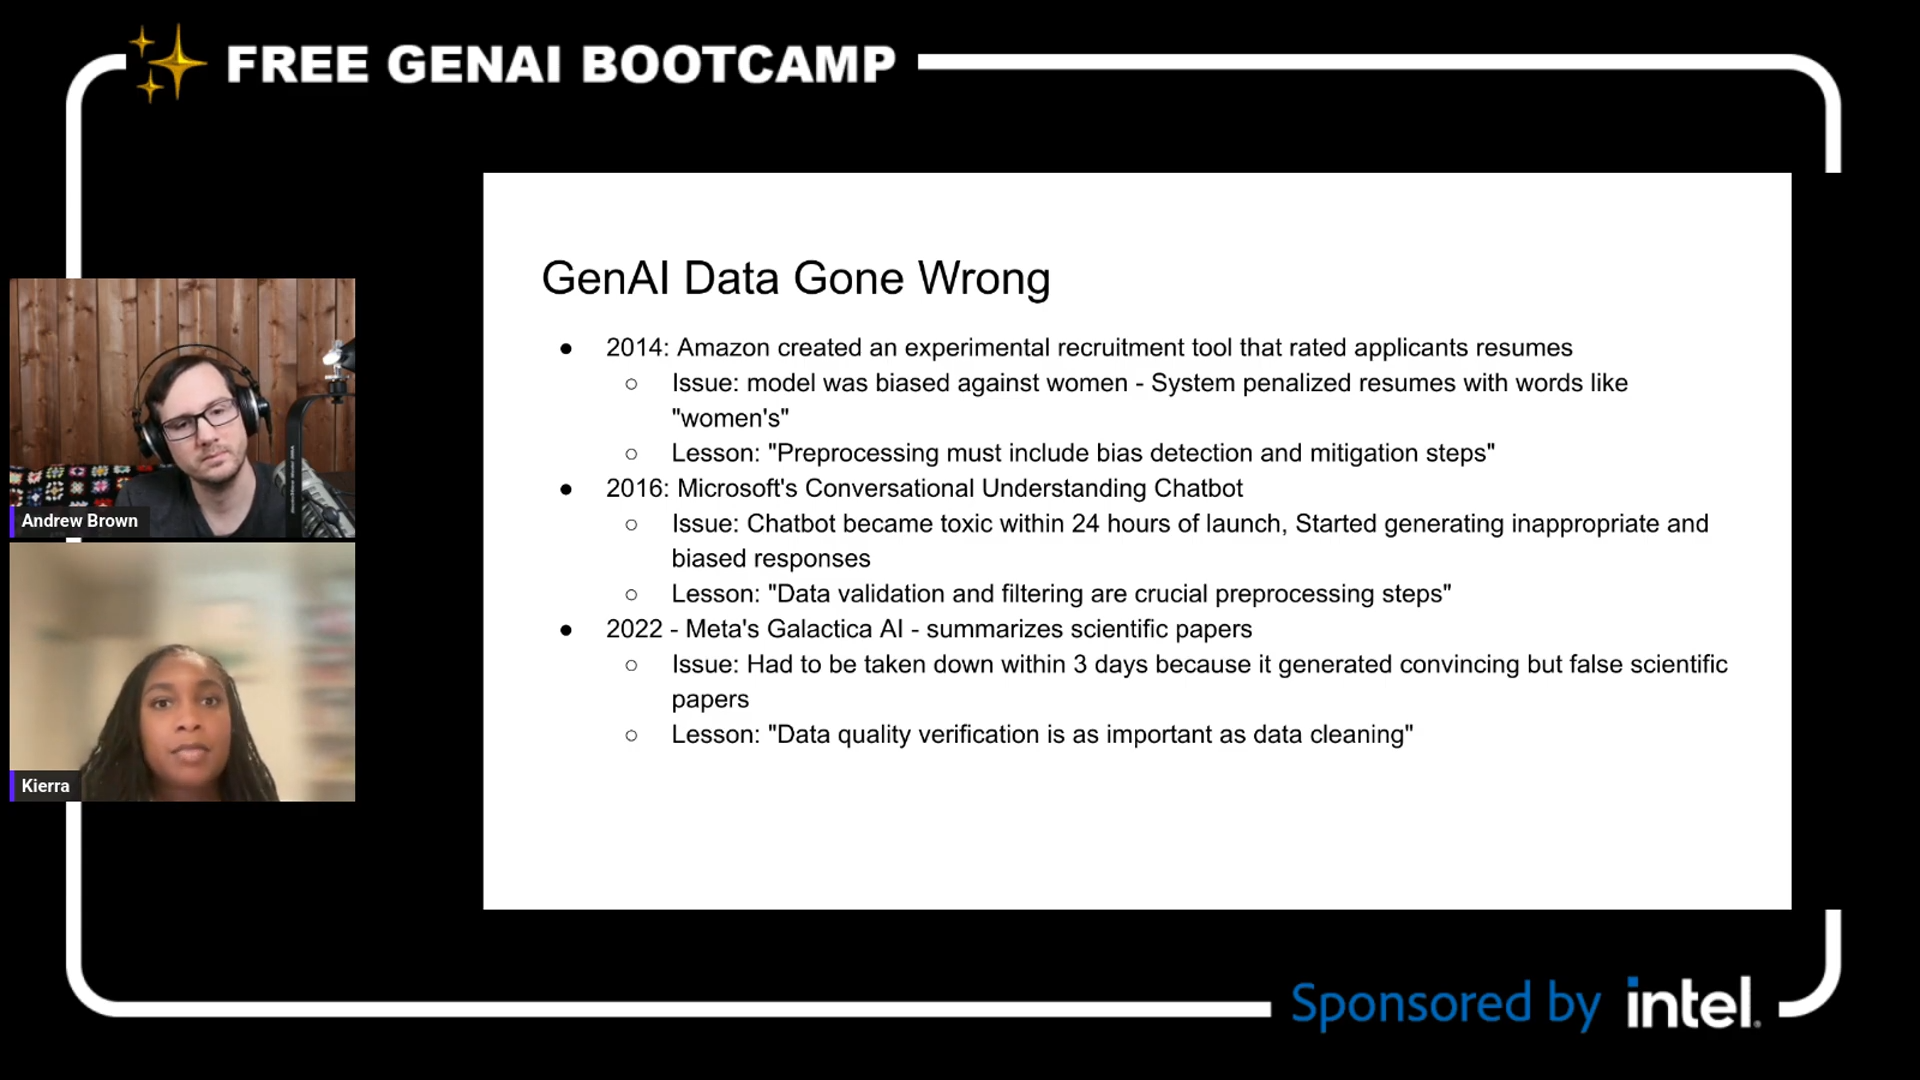 FREE GENAI BOOTCAMP
GenAI Data Gone Wrong
● 2014: Amazon created an experimental recruitment tool that rated applicants resumes
○ Issue: model was biased against women - System penalized resumes with words like
"women's"
○ Lesson: "Preprocessing must include bias detection and mitigation steps"
● 2016: Microsoft's Conversational Understanding Chatbot
○ Issue: Chatbot became toxic within 24 hours of launch, Started generating inappropriate and
biased responses
○ Lesson: "Data validation and filtering are crucial preprocessing steps"
● 2022 - Meta's Galactica AI - summarizes scientific papers
○ Issue: Had to be taken down within 3 days because it generated convincing but false scientific
papers
○ Lesson: "Data quality verification is as important as data cleaning"
Andrew Brown
Kierra
Sponsored by intel.